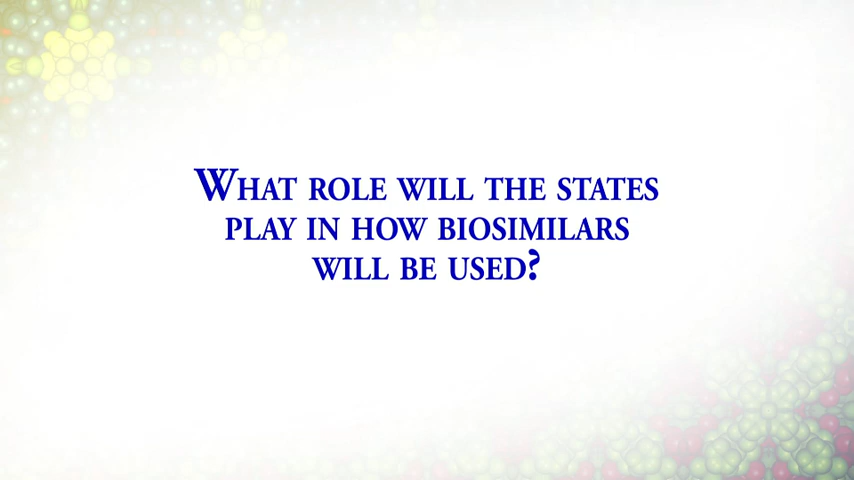 What role will the states
play in how biosimilars
will be used?